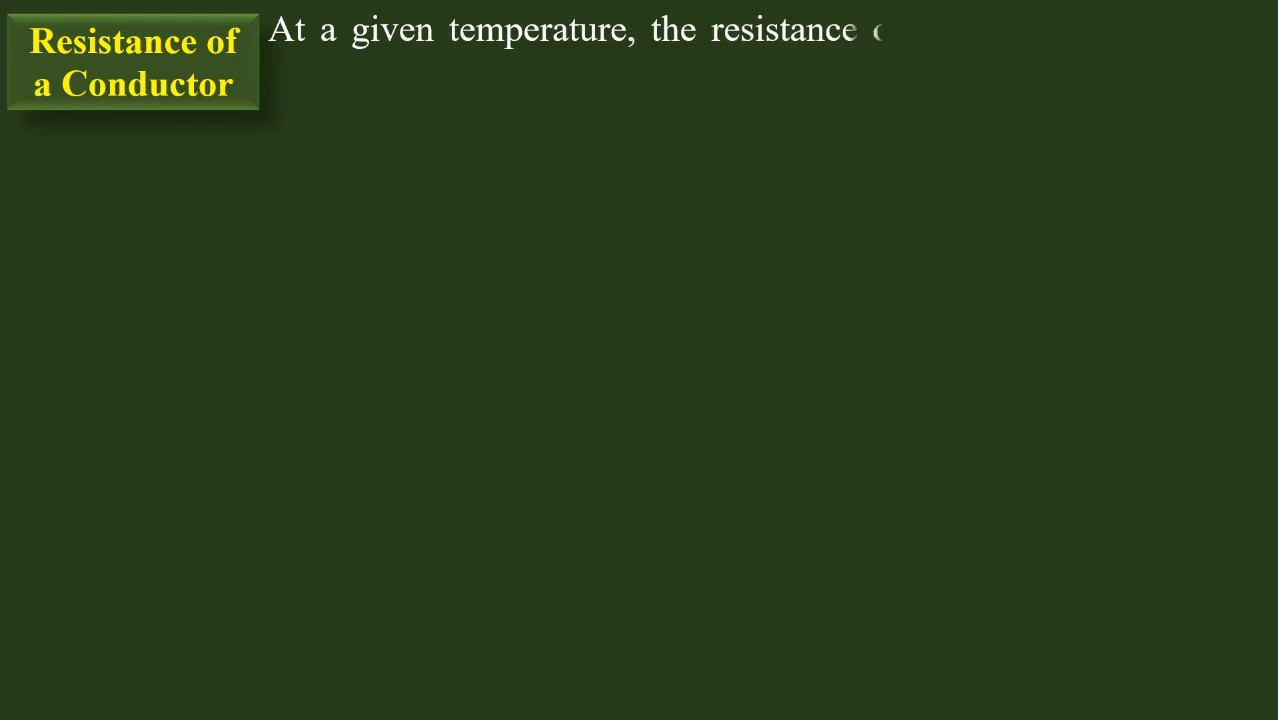 Resistance of
a Conductor
At a given temperature, the resistance